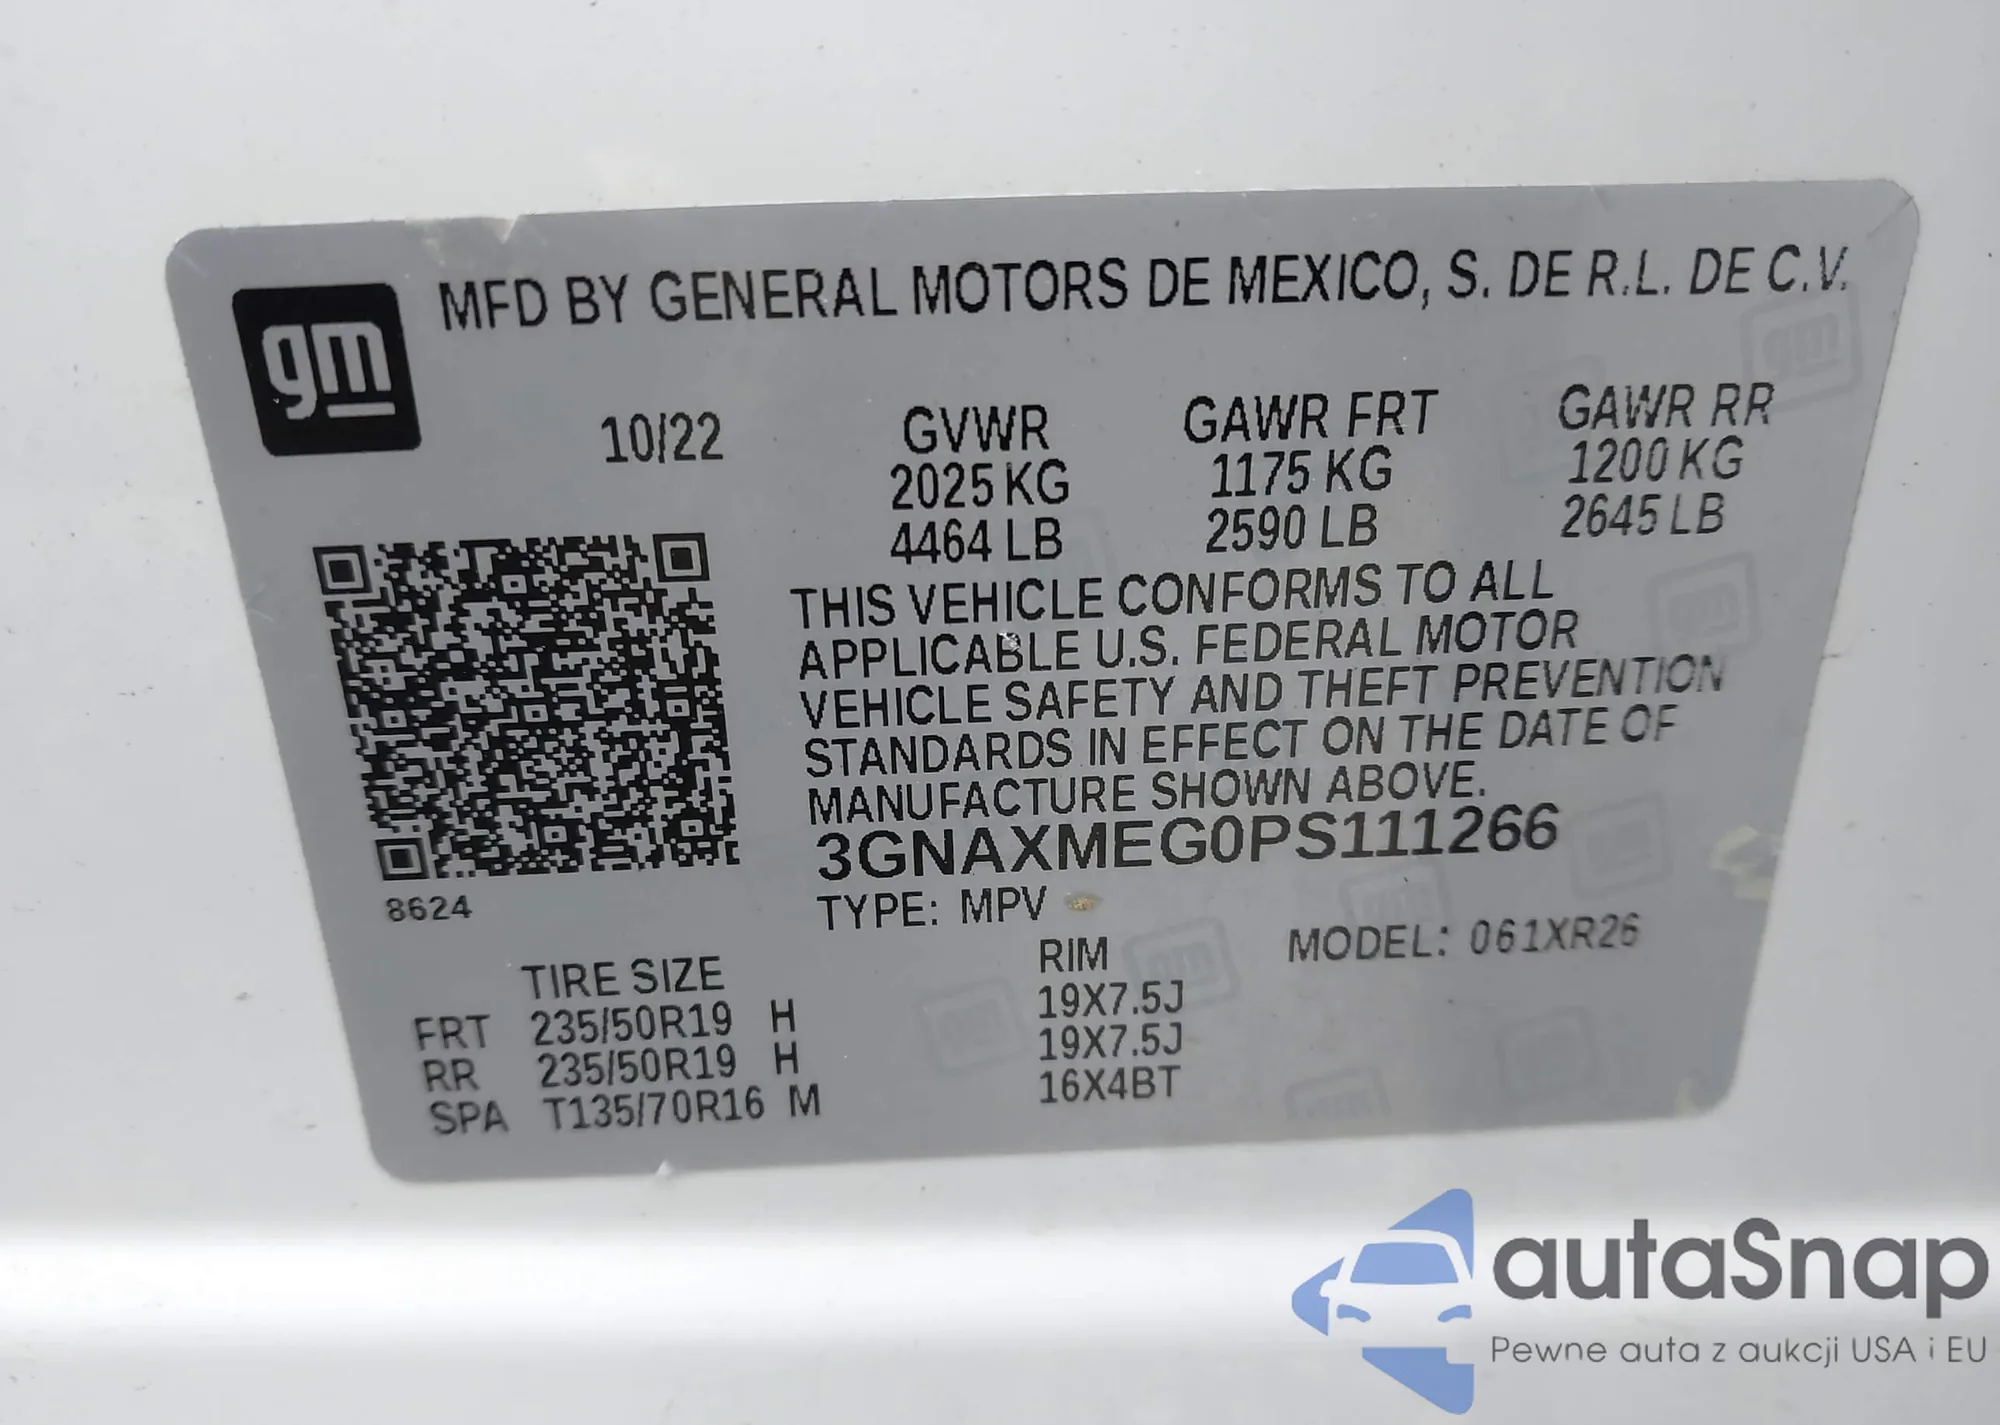 gm
MFD BY GENERAL MOTORS DE MEXICO, S. DE R.L. DE C.V.
10/22 GVWR GAWR FRT GAWR RR
2025 KG 1175 KG 1200 KG
4464 LB 2590 LB 2645 LB
THIS VEHICLE CONFORMS TO ALL
APPLICABLE U.S. FEDERAL MOTOR
VEHICLE SAFETY AND THEFT PREVENTION
STANDARDS IN EFFECT ON THE DATE OF
MANUFACTURE SHOWN ABOVE.
3GNAXMEG0PS111266
8624 TYPE: MPV MODEL: 061XR26
TIRE SIZE RIM
FRT 235/50R19 H 19X7.5J
RR 235/50R19 H 19X7.5J
SPA T135/70R16 M 16X4BT
autaSnap
Pewne auta z aukcji USA i EU